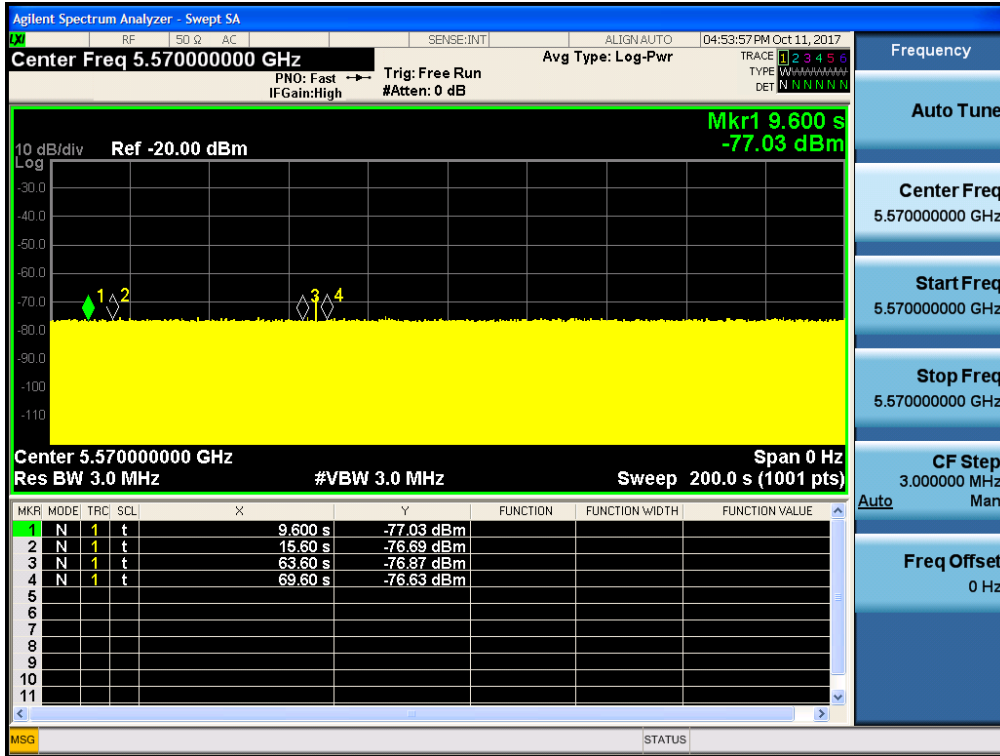 Agilent Spectrum Analyzer - Swept SA
LXI RF 50 Ω AC SENSE:INT ALIGN AUTO 04:53:57 PM Oct 11, 2017
Center Freq 5.570000000 GHz
PNO: Fast
IFGain:High
Trig: Free Run
#Atten: 0 dB
Avg Type: Log-Pwr
TRACE 1 2 3 4 5 6
TYPE W
DET N N N N N N
Mkr1 9.600 s
-77.03 dBm
10 dB/div Ref -20.00 dBm
Log
-30.0
-40.0
-50.0
-60.0
-70.0
-80.0
-90.0
-100
-110
1 2 3 4
Center 5.570000000 GHz Span 0 Hz
Res BW 3.0 MHz #VBW 3.0 MHz Sweep 200.0 s (1001 pts)
MKR MODE TRC SCL X Y FUNCTION FUNCTION WIDTH FUNCTION VALUE
1 N 1 t 9.600 s -77.03 dBm
2 N 1 t 15.60 s -76.69 dBm
3 N 1 t 63.60 s -76.87 dBm
4 N 1 t 69.60 s -76.63 dBm
5
6
7
8
9
10
11
MSG STATUS
Frequency
Auto Tune
Center Freq
5.570000000 GHz
Start Freq
5.570000000 GHz
Stop Freq
5.570000000 GHz
CF Step
3.000000 MHz
Auto Man
Freq Offset
0 Hz